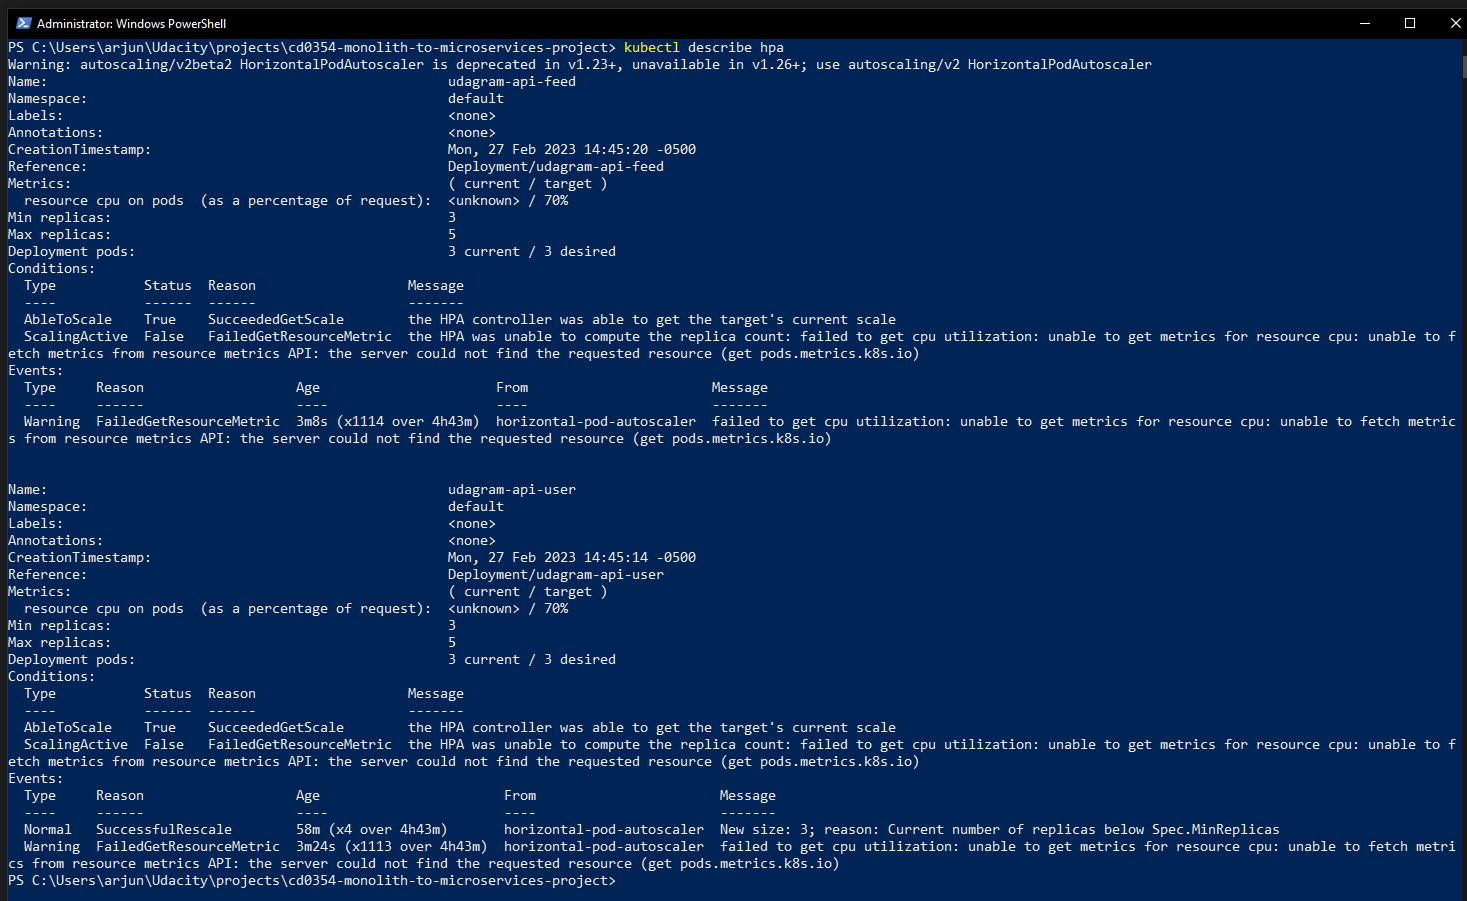 Administrator: Windows PowerShell
PS C:\Users\arjun\Udacity\projects\cd0354-monolith-to-microservices-project> kubectl describe hpa
Warning: autoscaling/v2beta2 HorizontalPodAutoscaler is deprecated in v1.23+, unavailable in v1.26+; use autoscaling/v2 HorizontalPodAutoscaler
Name:                                                  udagram-api-feed
Namespace:                                             default
Labels:                                                <none>
Annotations:                                           <none>
CreationTimestamp:                                     Mon, 27 Feb 2023 14:45:20 -0500
Reference:                                             Deployment/udagram-api-feed
Metrics:                                               ( current / target )
  resource cpu on pods  (as a percentage of request):  <unknown> / 70%
Min replicas:                                          3
Max replicas:                                          5
Deployment pods:                                       3 current / 3 desired
Conditions:
  Type           Status  Reason                   Message
  ----           ------  ------                   -------
  AbleToScale    True    SucceededGetScale        the HPA controller was able to get the target's current scale
  ScalingActive  False   FailedGetResourceMetric  the HPA was unable to compute the replica count: failed to get cpu utilization: unable to get metrics for resource cpu: unable to f
etch metrics from resource metrics API: the server could not find the requested resource (get pods.metrics.k8s.io)
Events:
  Type     Reason                   Age                      From                       Message
  ----     ------                   ----                     ----                       -------
  Warning  FailedGetResourceMetric  3m8s (x1114 over 4h43m)  horizontal-pod-autoscaler  failed to get cpu utilization: unable to get metrics for resource cpu: unable to fetch metric
s from resource metrics API: the server could not find the requested resource (get pods.metrics.k8s.io)
Name:                                                  udagram-api-user
Namespace:                                             default
Labels:                                                <none>
Annotations:                                           <none>
CreationTimestamp:                                     Mon, 27 Feb 2023 14:45:14 -0500
Reference:                                             Deployment/udagram-api-user
Metrics:                                               ( current / target )
  resource cpu on pods  (as a percentage of request):  <unknown> / 70%
Min replicas:                                          3
Max replicas:                                          5
Deployment pods:                                       3 current / 3 desired
Conditions:
  Type           Status  Reason                   Message
  ----           ------  ------                   -------
  AbleToScale    True    SucceededGetScale        the HPA controller was able to get the target's current scale
  ScalingActive  False   FailedGetResourceMetric  the HPA was unable to compute the replica count: failed to get cpu utilization: unable to get metrics for resource cpu: unable to f
etch metrics from resource metrics API: the server could not find the requested resource (get pods.metrics.k8s.io)
Events:
  Type     Reason                   Age                       From                       Message
  ----     ------                   ----                      ----                       -------
  Normal   SuccessfulRescale        58m (x4 over 4h43m)       horizontal-pod-autoscaler  New size: 3; reason: Current number of replicas below Spec.MinReplicas
  Warning  FailedGetResourceMetric  3m24s (x1113 over 4h43m)  horizontal-pod-autoscaler  failed to get cpu utilization: unable to get metrics for resource cpu: unable to fetch metri
cs from resource metrics API: the server could not find the requested resource (get pods.metrics.k8s.io)
PS C:\Users\arjun\Udacity\projects\cd0354-monolith-to-microservices-project>